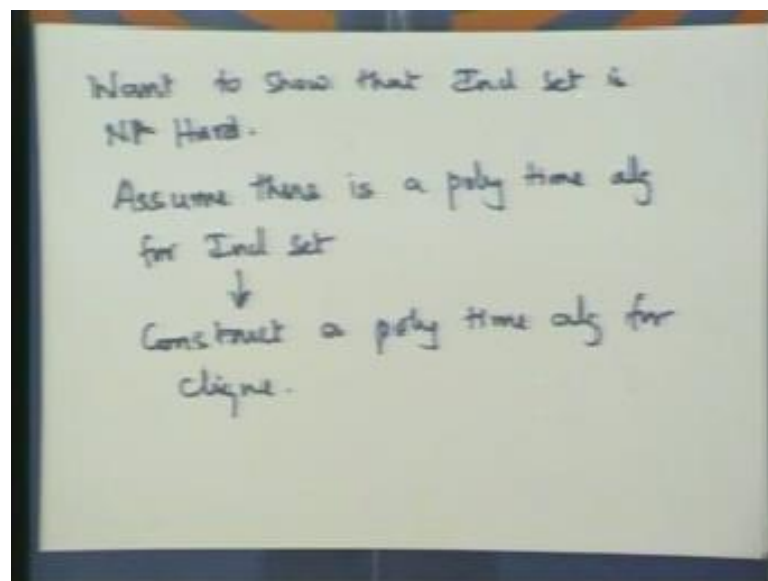 Want to show that Ind set is
NP Hard.
Assume there is a poly time alg
for Ind set
↓
Construct a poly time alg for
clique.